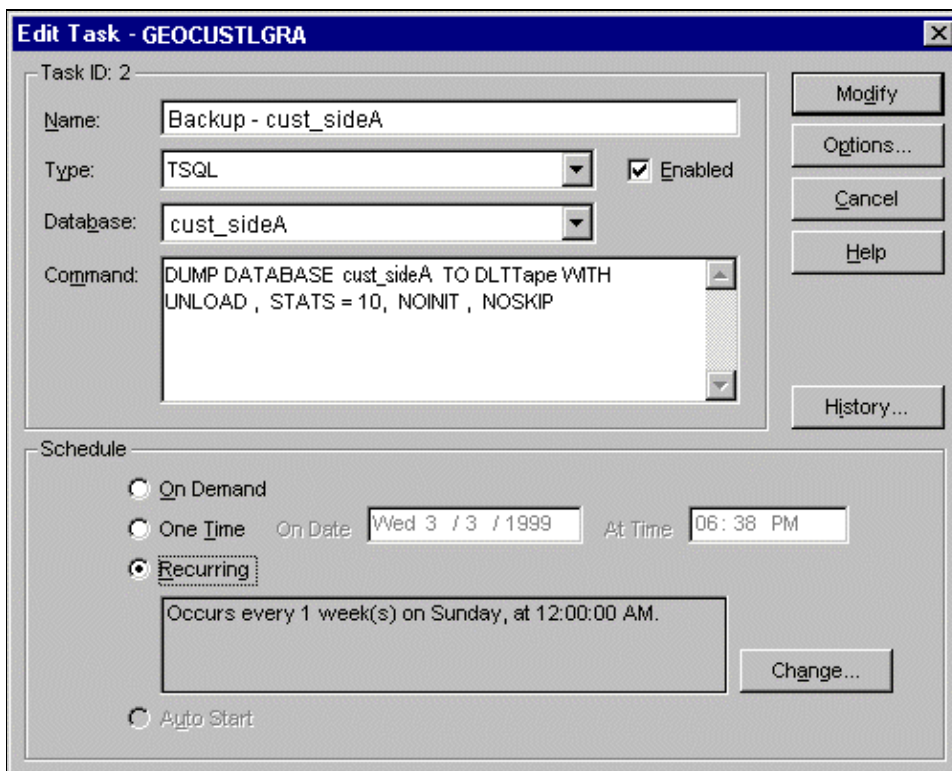 Edit Task - GEOCUSTLGRA
Task ID: 2
Name: Backup - cust_sideA
Type: TSQL Enabled
Database: cust_sideA
Command: DUMP DATABASE cust_sideA TO DLTTape WITH
UNLOAD , STATS = 10, NOINIT , NOSKIP
Modify
Options...
Cancel
Help
History...
Schedule
On Demand
One Time On Date Wed 3 / 3 / 1999 At Time 06: 38 PM
Recurring
Occurs every 1 week(s) on Sunday, at 12:00:00 AM.
Change...
Auto Start